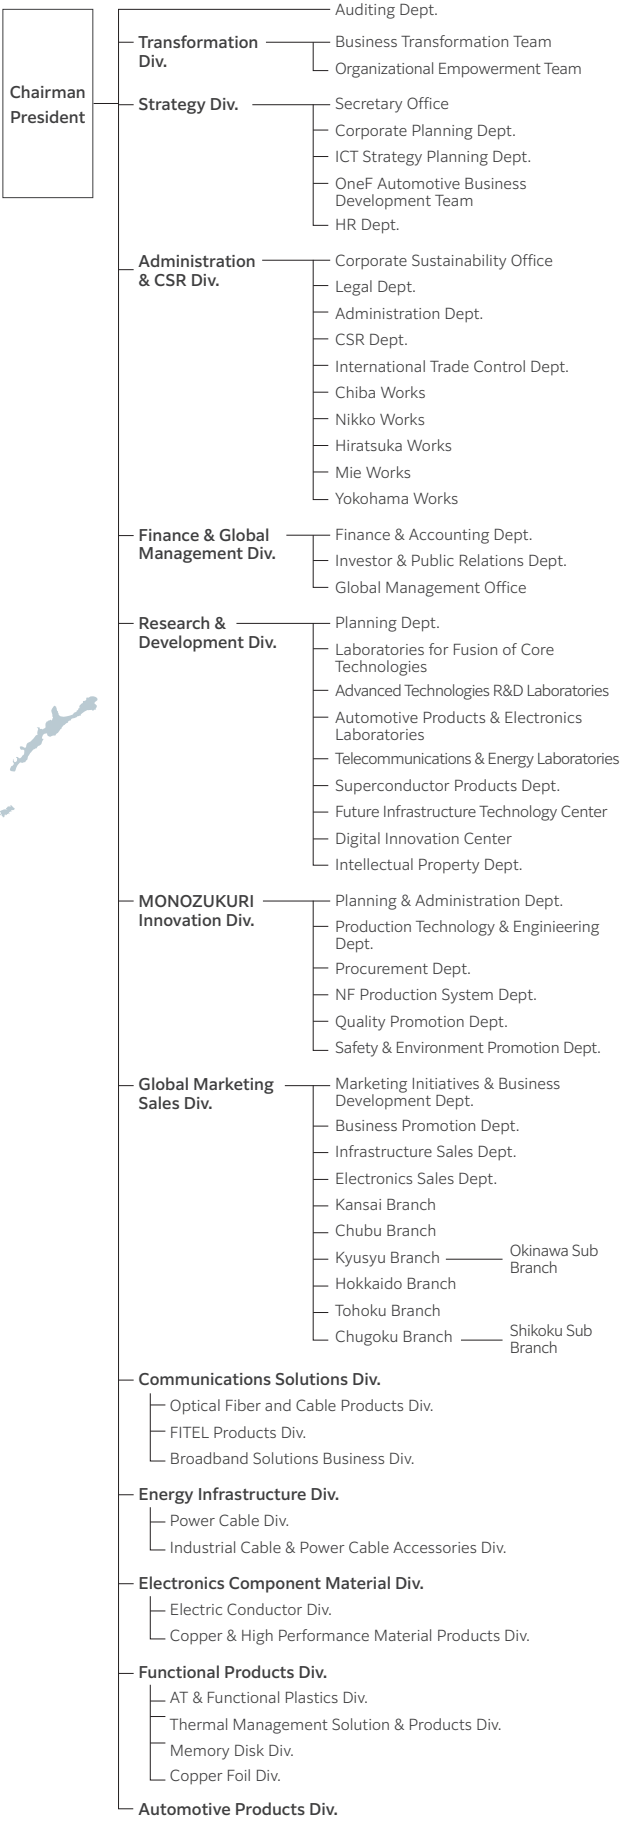 Chairman
President
Auditing Dept.
Transformation
Div.
Business Transformation Team
Organizational Empowerment Team
Strategy Div.
Secretary Office
Corporate Planning Dept.
ICT Strategy Planning Dept.
OneF Automotive Business
Development Team
HR Dept.
Administration
& CSR Div.
Corporate Sustainability Office
Legal Dept.
Administration Dept.
CSR Dept.
International Trade Control Dept.
Chiba Works
Nikko Works
Hiratsuka Works
Mie Works
Yokohama Works
Finance & Global
Management Div.
Finance & Accounting Dept.
Investor & Public Relations Dept.
Global Management Office
Research &
Development Div.
Planning Dept.
Laboratories for Fusion of Core
Technologies
Advanced Technologies R&D Laboratories
Automotive Products & Electronics
Laboratories
Telecommunications & Energy Laboratories
Superconductor Products Dept.
Future Infrastructure Technology Center
Digital Innovation Center
Intellectual Property Dept.
MONOZUKURI
Innovation Div.
Planning & Administration Dept.
Production Technology & Enginieering
Dept.
Procurement Dept.
NF Production System Dept.
Quality Promotion Dept.
Safety & Environment Promotion Dept.
Global Marketing
Sales Div.
Marketing Initiatives & Business
Development Dept.
Business Promotion Dept.
Infrastructure Sales Dept.
Electronics Sales Dept.
Kansai Branch
Chubu Branch
Kyusyu Branch
Okinawa Sub
Branch
Hokkaido Branch
Tohoku Branch
Chugoku Branch
Shikoku Sub
Branch
Communications Solutions Div.
Optical Fiber and Cable Products Div.
FITEL Products Div.
Broadband Solutions Business Div.
Energy Infrastructure Div.
Power Cable Div.
Industrial Cable & Power Cable Accessories Div.
Electronics Component Material Div.
Electric Conductor Div.
Copper & High Performance Material Products Div.
Functional Products Div.
AT & Functional Plastics Div.
Thermal Management Solution & Products Div.
Memory Disk Div.
Copper Foil Div.
Automotive Products Div.